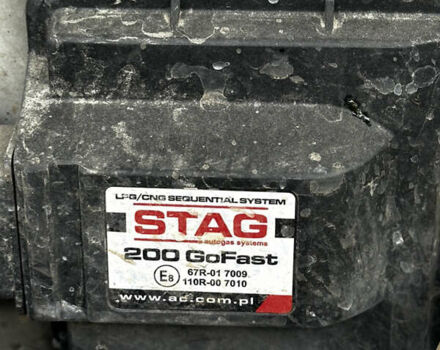 LPG/CNG SEQUENTIAL SYSTEM
STAG
autogas systems
200 GoFast
E8 67R-01 7009
110R-00 7010
www.ac.com.pl